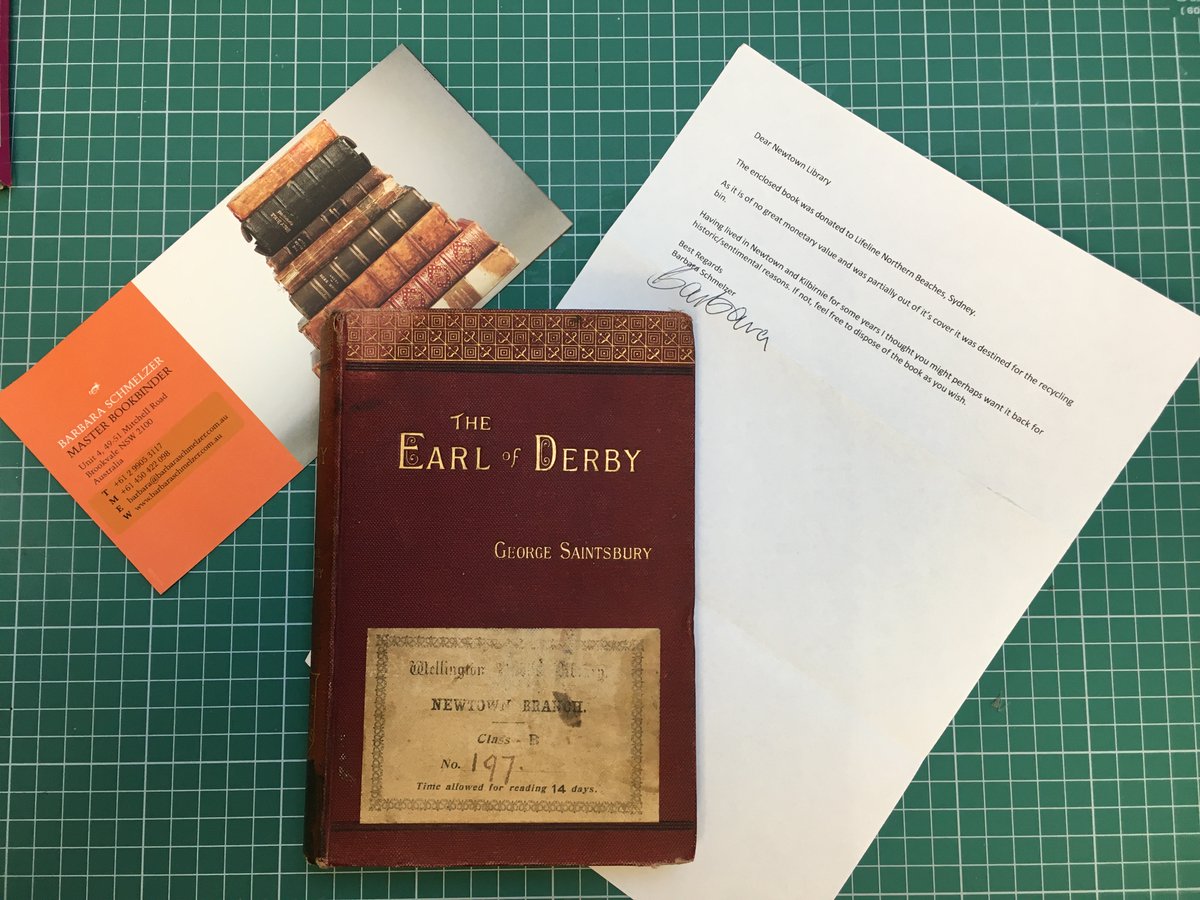 BARBARA SCHMELZER
MASTER BOOKBINDER
Unit 4, 49-51 Mitchell Road
Brookvale NSW 2100
Australia
T +61 2 9905 3117
M +61 450 422 098
E barbara@barbaraschmelzer.com.au
W www.barbaraschmelzer.com.au
Dear Newtown Library
The enclosed book was donated to Lifeline Northern Beaches, Sydney.
As it is of no great monetary value and was partially out of it's cover it was destined for the recycling
bin.
Having lived in Newtown and Kilbirnie for some years I thought you might perhaps want it back for
historic/sentimental reasons. If not, feel free to dispose of the book as you wish.
Best Regards
Barbara Schmelzer
Barbara
THE
EARL of DERBY
GEORGE SAINTSBURY
Wellington Library.
NEWTOWN BRANCH.
Class - B
No. 197.
Time allowed for reading 14 days.